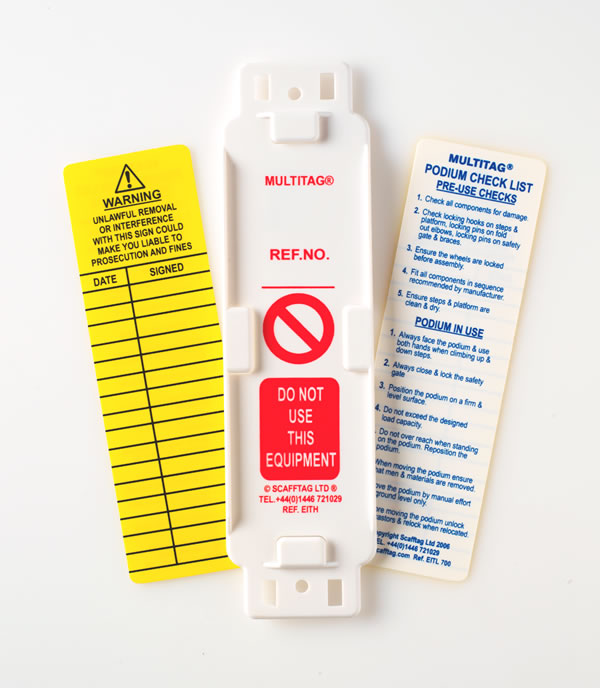 WARNING
UNLAWFUL REMOVAL
OR INTERFERENCE
WITH THIS SIGN COULD
MAKE YOU LIABLE TO
PROSECUTION AND FINES
DATE SIGNED
MULTITAG®
REF.NO.
DO NOT
USE
THIS
EQUIPMENT
© SCAFFTAG LTD ®
TEL.+44(0)1446 721029
REF. EITH
MULTITAG®
PODIUM CHECK LIST
PRE-USE CHECKS
1. Check all components for damage.
2. Check locking hooks on steps &
platform, locking pins on fold
out elbows, locking pins on safety
gate & braces.
3. Ensure the wheels are locked
before assembly.
4. Fit all components in sequence
recommended by manufacturer.
5. Ensure steps & platform are
clean & dry.
PODIUM IN USE
1. Always face the podium & use
both hands when climbing up &
down steps.
2. Always close & lock the safety
gate
3. Position the podium on a firm &
level surface.
4. Do not exceed the designed
load capacity.
Do not over reach when standing
on the podium. Reposition the
podium.
When moving the podium ensure
that men & materials are removed.
ove the podium by manual effort
ground level only.
ore moving the podium unlock
castors & relock when relocated.
opyright Scafftag Ltd 2006
TEL. +44(0)1446 721029
scafftag.com Ref. EITL 700